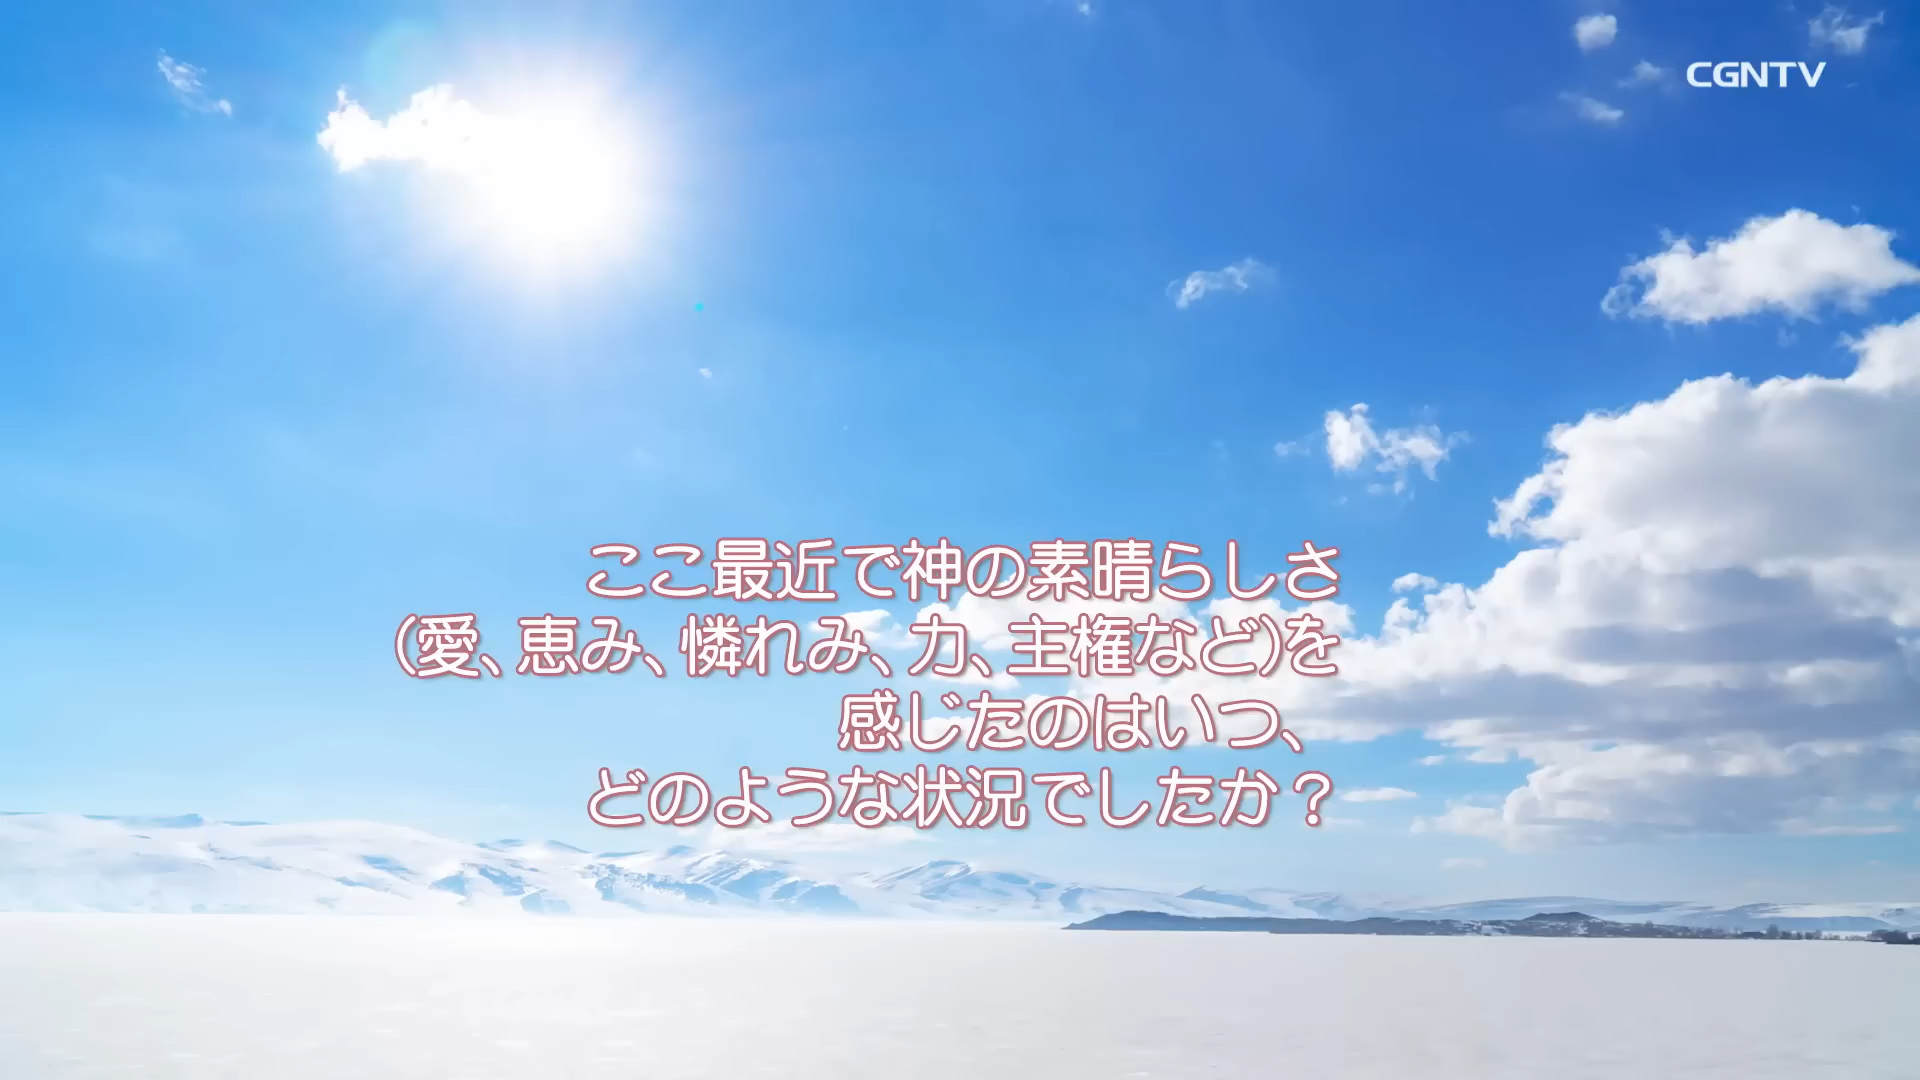 CGNTV
ここ最近で神の素晴らしさ
(愛、恵み、憐れみ、力、主権など)を
感じたのはいつ、
どのような状況でしたか？